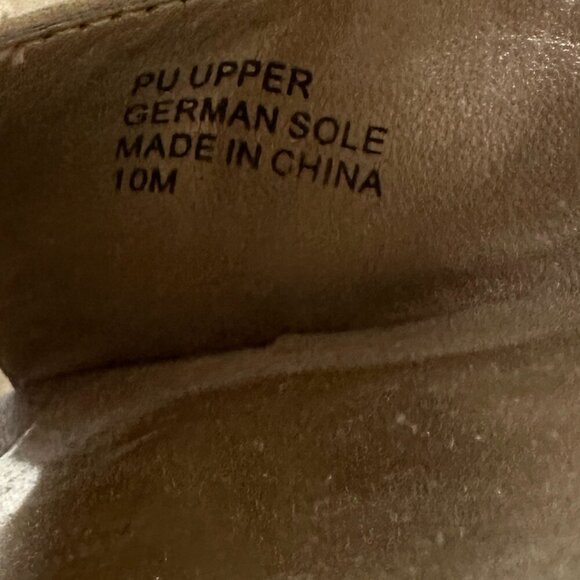 PU UPPER
GERMAN SOLE
MADE IN CHINA
10M